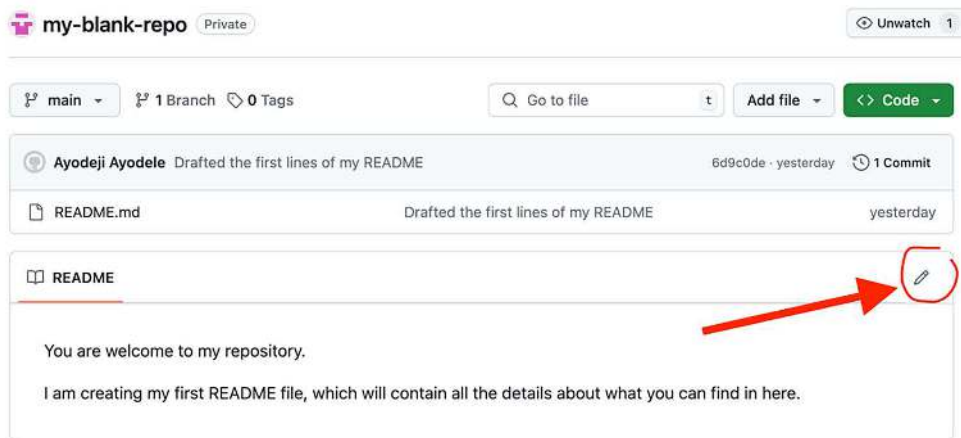 my-blank-repo Private Unwatch 1
main 1 Branch 0 Tags Go to file t Add file <> Code
Ayodeji Ayodele Drafted the first lines of my README 6d9c0de · yesterday 1 Commit
README.md Drafted the first lines of my README yesterday
README
You are welcome to my repository.
I am creating my first README file, which will contain all the details about what you can find in here.